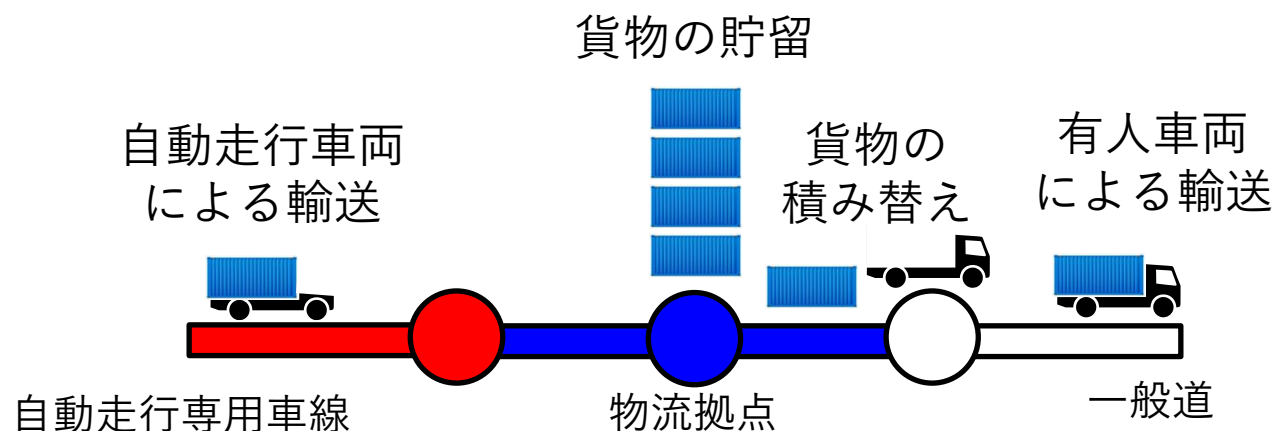 貨物の貯留
自動走行車両
による輸送
貨物の
積み替え
有人車両
による輸送
自動走行専用車線
物流拠点
一般道